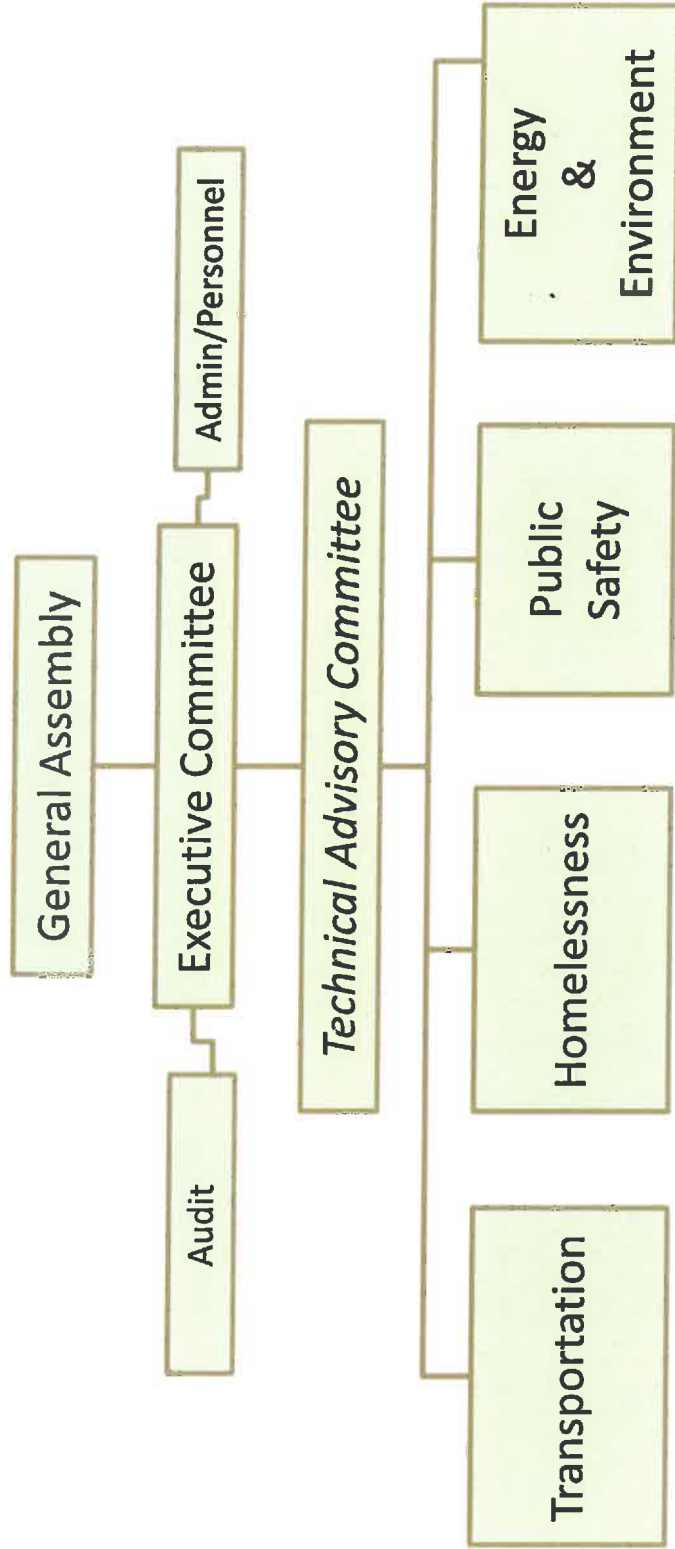 General Assembly
Audit
Executive Committee
Admin/Personnel
Technical Advisory Committee
Transportation
Homelessness
Public
Safety
Energy
&
Environment